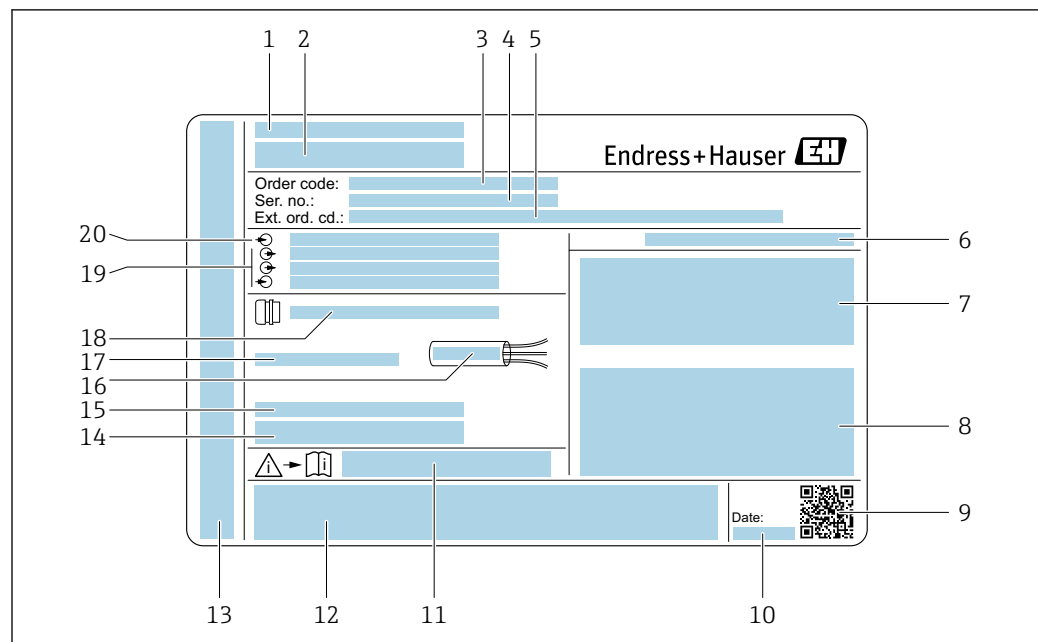 1 2 3 4 5
Endress+Hauser EH
Order code:
Ser. no.:
Ext. ord. cd.:
20 6
19
7
18
17
16
15
14 8
i i
9
Date:
13 12 11 10